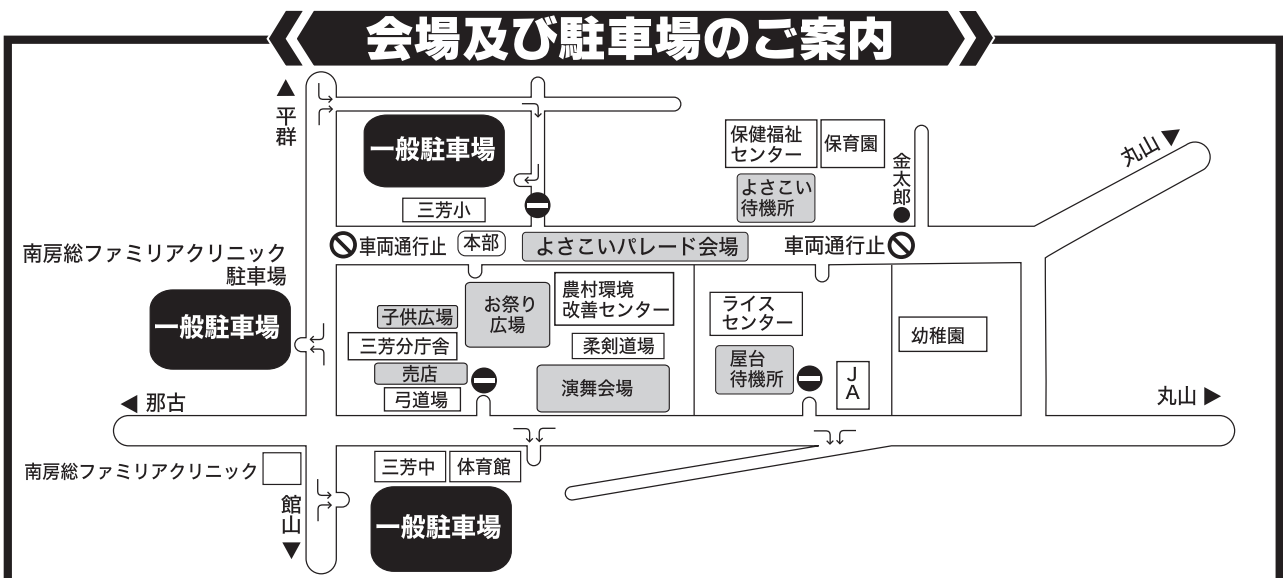 会場及び駐車場のご案内
▲平群
一般駐車場
三芳小
保健福祉
センター
保育園
よさこい
待機所
金太郎
丸山▶
南房総ファミリアクリニック
駐車場
一般駐車場
車両通行止
本部
よさこいパレード会場
車両通行止
子供広場
三芳分庁舎
売店
弓道場
お祭り
広場
農村環境
改善センター
柔剣道場
演舞会場
ライス
センター
屋台
待機所
JA
幼稚園
◀那古
丸山▶
南房総ファミリアクリニック
館山▼
三芳中
体育館
一般駐車場